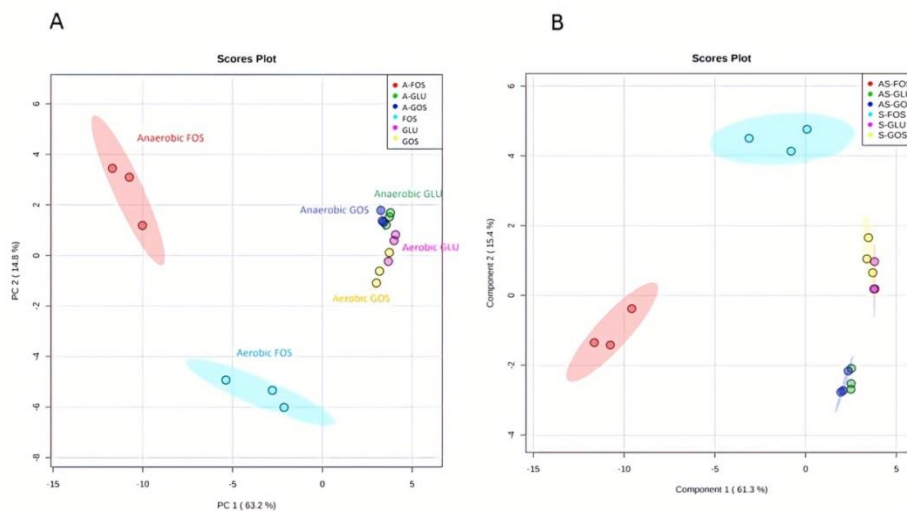 A
Scores Plot
A-FOS
A-GLU
A-GOS
FOS
GLU
GOS
Anaerobic FOS
Anaerobic GLU
Anaerobic GOS
Aerobic GLU
Aerobic GOS
Aerobic FOS
PC 2 ( 14.8 %)
6
4
2
0
-2
-4
-6
-8
-15
-10
-5
0
5
PC 1 ( 63.2 %)
B
Scores Plot
AS-FOS
AS-GLU
AS-GO
S-FOS
S-GLU
S-GOS
Component 2 ( 15.4 %)
6
4
2
0
-2
-4
-15
-10
-5
0
5
Component 1 ( 61.3 %)